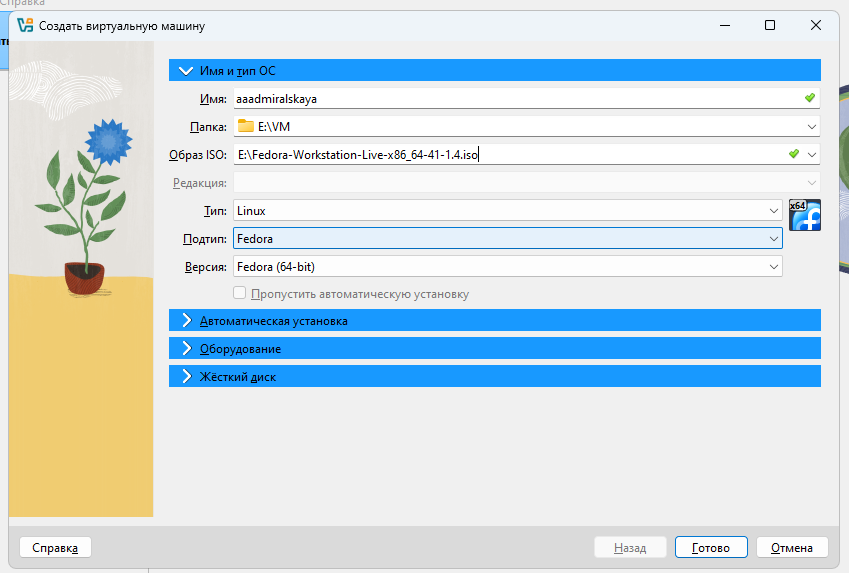 Справка
Создать виртуальную машину
Имя и тип ОС
Имя: aaadmiralskaya
Папка: E:\VM
Образ ISO: E:\Fedora-Workstation-Live-x86_64-41-1.4.iso
Редакция:
Тип: Linux
x64
Подтип: Fedora
Версия: Fedora (64-bit)
Пропустить автоматическую установку
Автоматическая установка
Оборудование
Жёсткий диск
Справка Назад Готово Отмена